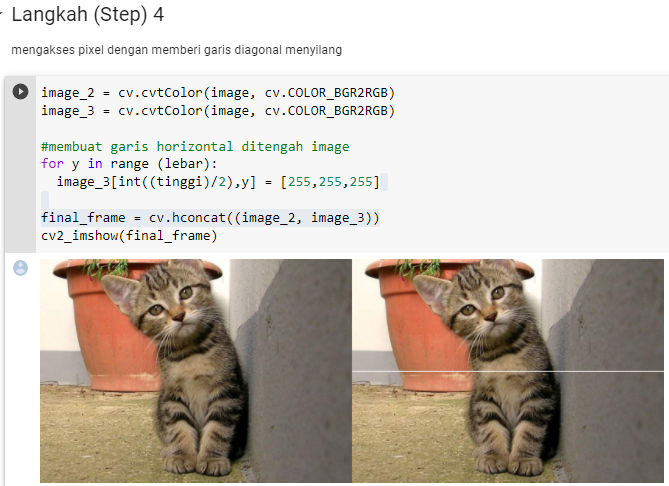 Langkah (Step) 4
mengakses pixel dengan memberi garis diagonal menyilang
image_2 = cv.cvtColor(image, cv.COLOR_BGR2RGB)
image_3 = cv.cvtColor(image, cv.COLOR_BGR2RGB)
#membuat garis horizontal ditengah image
for y in range (lebar):
  image_3[int((tinggi)/2),y] = [255,255,255]
final_frame = cv.hconcat((image_2, image_3))
cv2_imshow(final_frame)